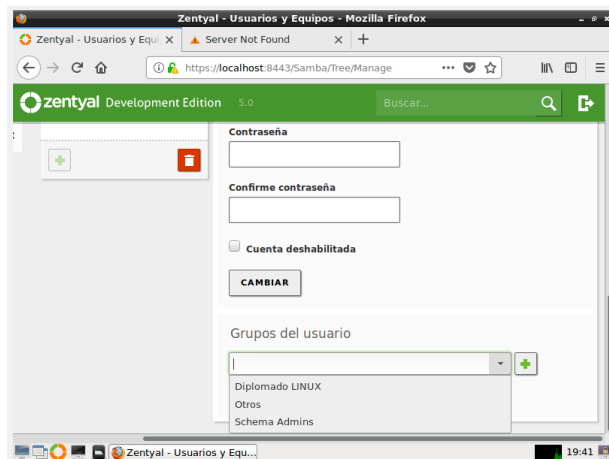 Zentyal - Usuarios y Equipos - Mozilla Firefox
Zentyal - Usuarios y Equi
Server Not Found
https://localhost:8443/Samba/Tree/Manage
zentyal Development Edition 5.0
Buscar...
Contraseña
Confirme contraseña
Cuenta deshabilitada
CAMBIAR
Grupos del usuario
Diplomado LINUX
Otros
Schema Admins
Zentyal - Usuarios y Equ...
19:41